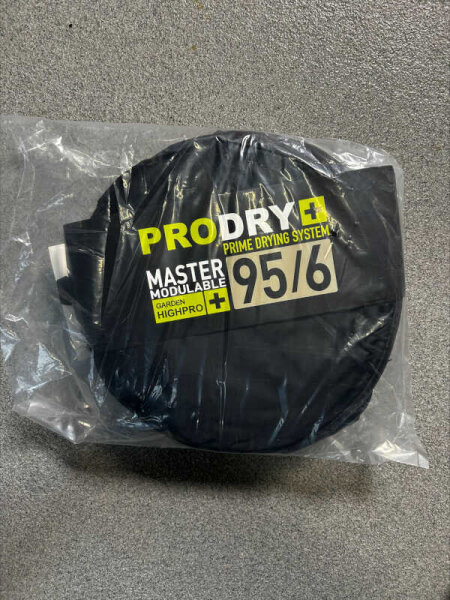 PRODRY+
PRIME DRYING SYSTEM
MASTER
MODULABLE
95/6
GARDEN
HIGHPRO +